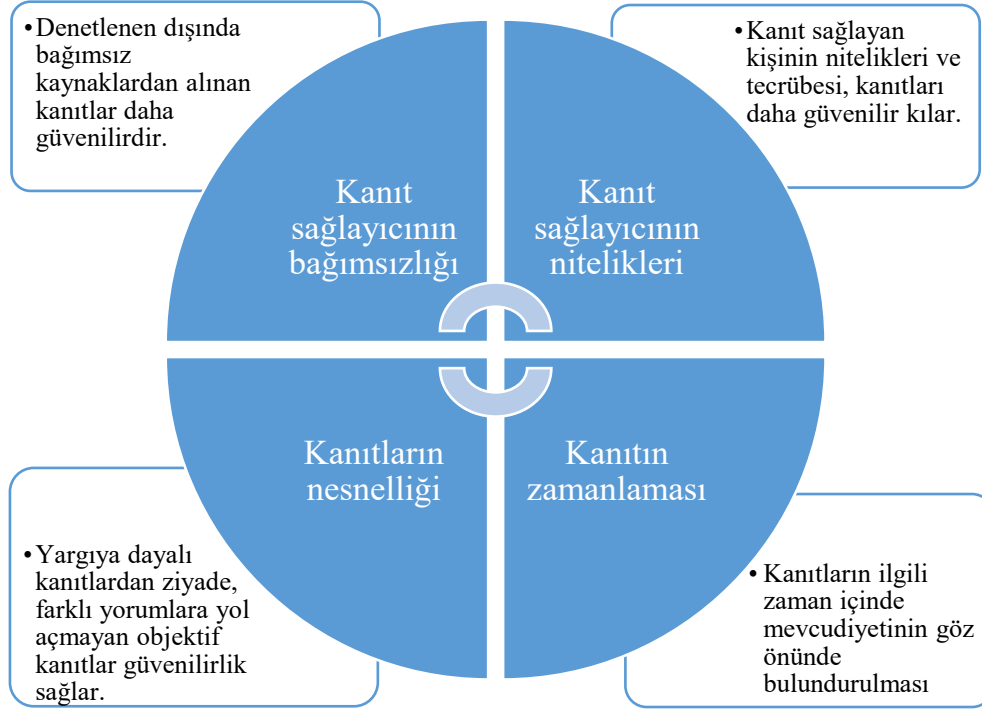 •Denetlenen dışında
bağımsız
kaynaklardan alınan
kanıtlar daha
güvenilirdir.
•Kanıt sağlayan
kişinin nitelikleri ve
tecrübesi, kanıtları
daha güvenilir kılar.
Kanıt
sağlayıcının
bağımsızlığı
Kanıt
sağlayıcının
nitelikleri
Kanıtların
nesnelliği
Kanıtın
zamanlaması
•Yargıya dayalı
kanıtlardan ziyade,
farklı yorumlara yol
açmayan objektif
kanıtlar güvenilirlik
sağlar.
•Kanıtların ilgili
zaman içinde
mevcudiyetinin göz
önünde
bulundurulması